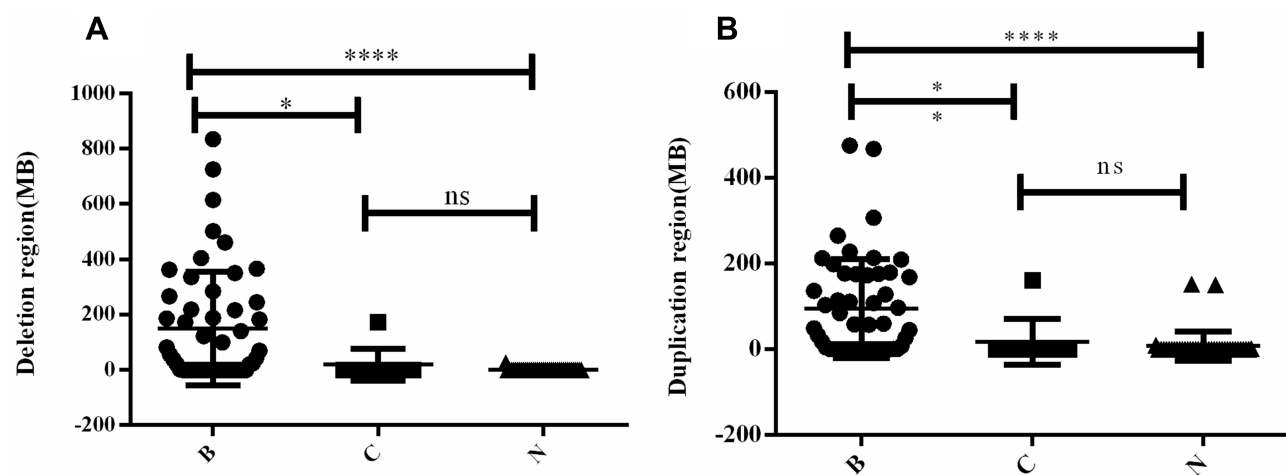 A
****
*
ns
1000
800
600
400
200
0
-200
Deletion region(MB)
B
C
N
B
****
*
*
ns
600
400
200
0
-200
Duplication region(MB)
B
C
N